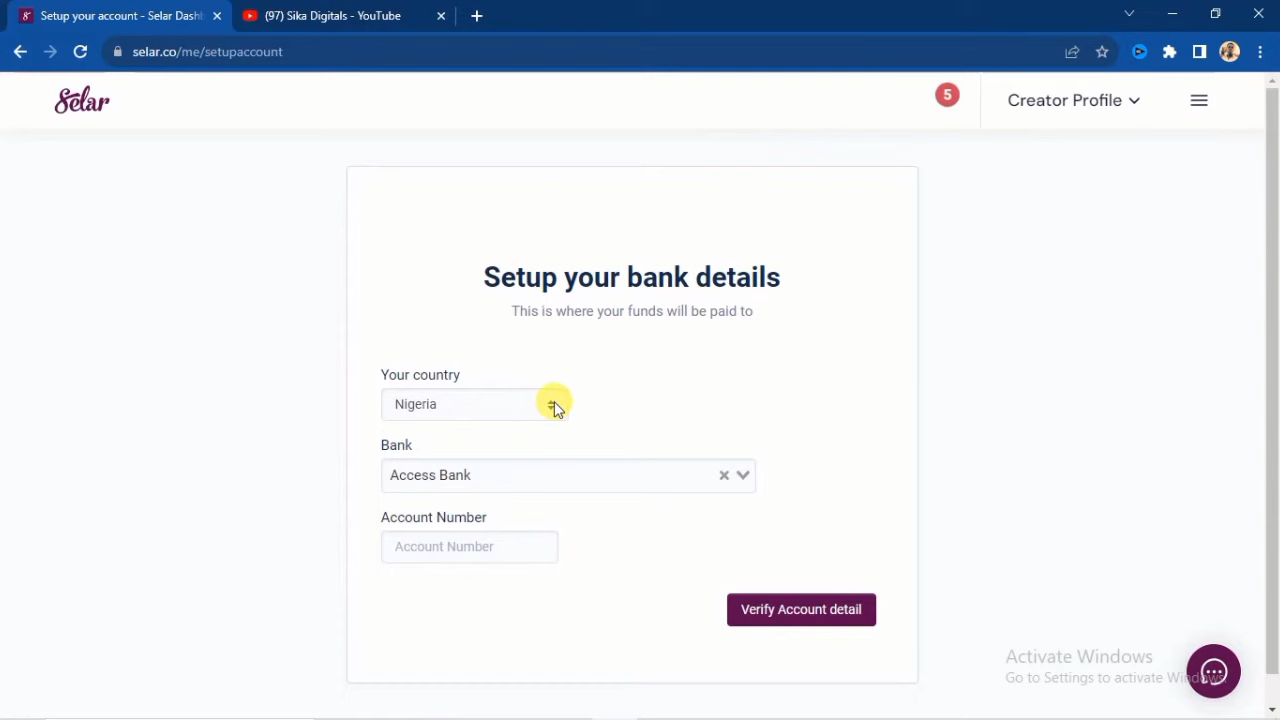 Setup your account - Selar Dashb
(97) Sika Digitals - YouTube
selar.co/me/setupaccount
Selar
5
Creator Profile
Setup your bank details
This is where your funds will be paid to
Your country
Nigeria
Bank
Access Bank
Account Number
Account Number
Verify Account detail
Activate Windows
Go to Settings to activate Windows.